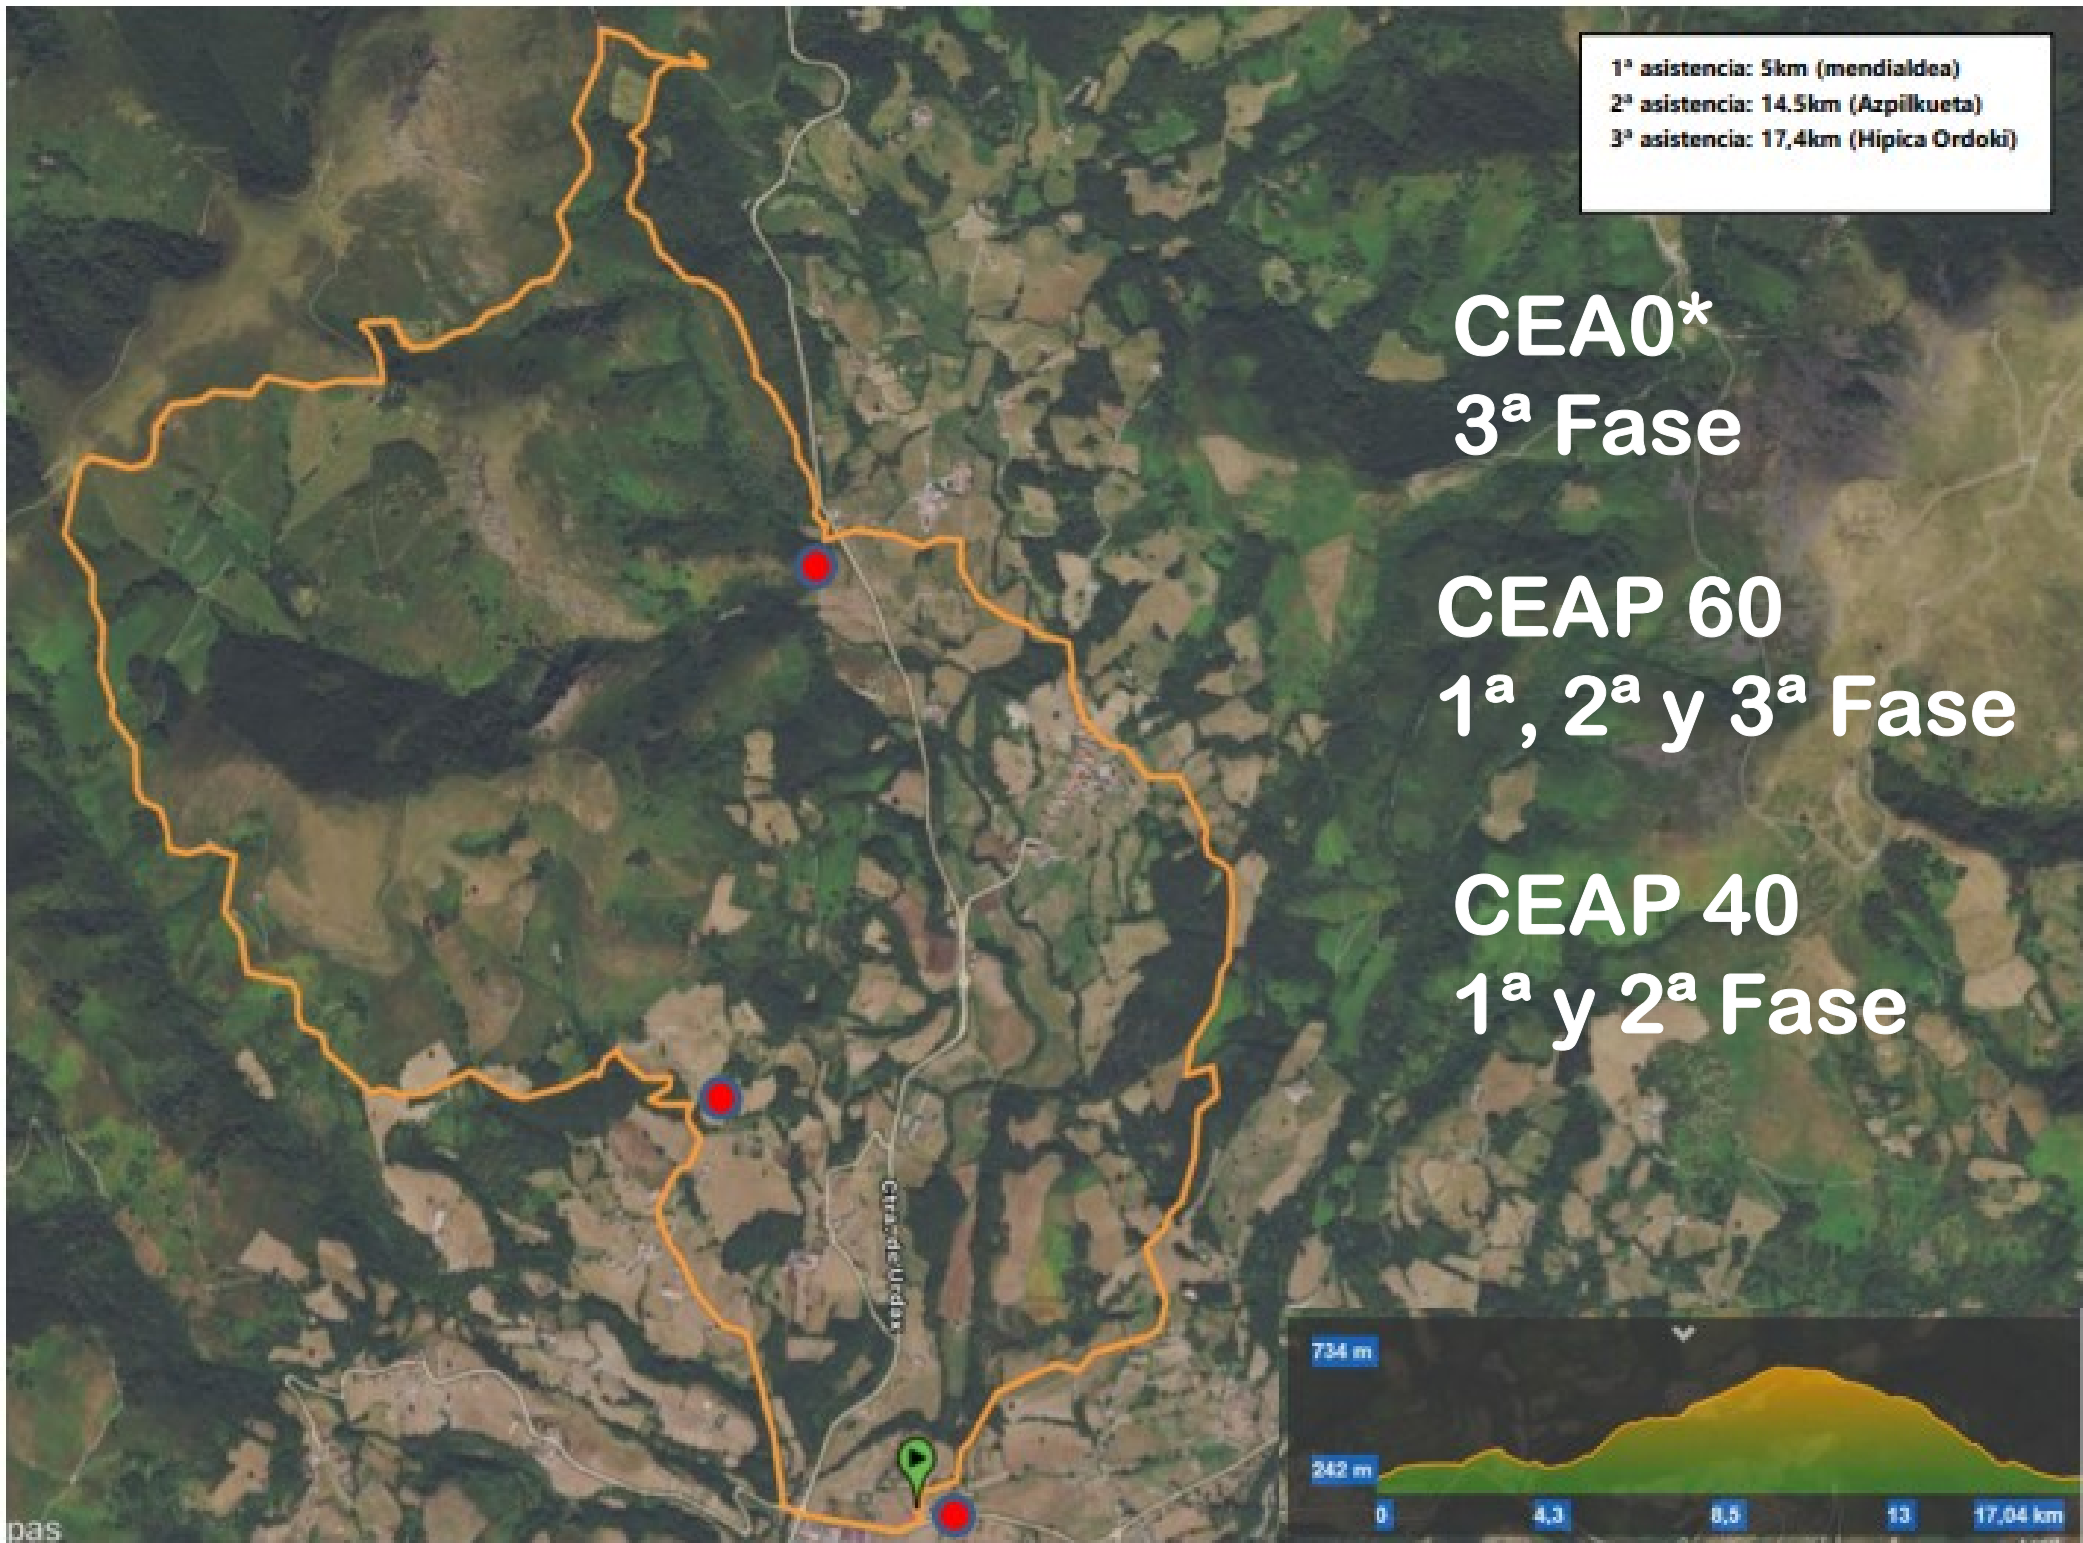 1ª asistencia: 5km (mendialdea)
2ª asistencia: 14.5km (Azpilkueta)
3ª asistencia: 17,4km (Hipica Ordoki)
CEA0*
3ª Fase
CEAP 60
1ª, 2ª y 3ª Fase
CEAP 40
1ª y 2ª Fase
Ctra. de Urdax
734 m
242 m
0 4,3 8,5 13 17,04 km
pas